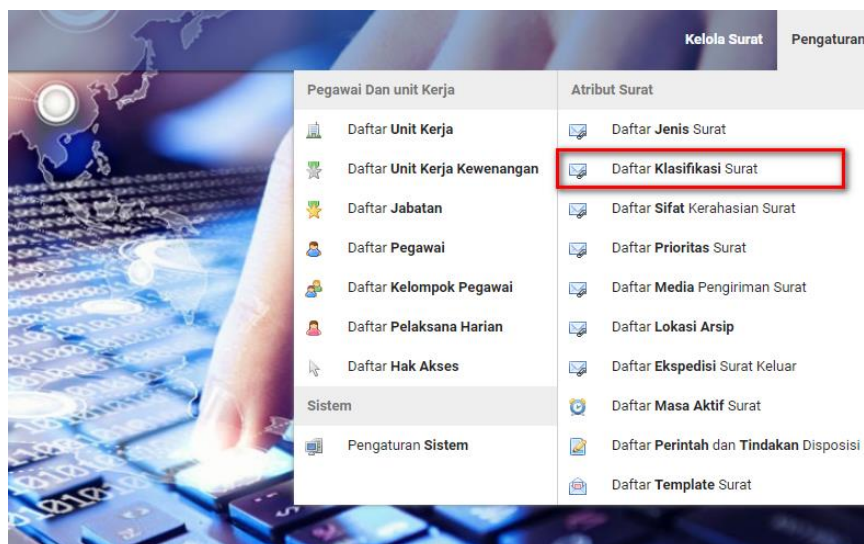 Kelola Surat
Pengaturan
Pegawai Dan unit Kerja
Daftar Unit Kerja
Daftar Unit Kerja Kewenangan
Daftar Jabatan
Daftar Pegawai
Daftar Kelompok Pegawai
Daftar Pelaksana Harian
Daftar Hak Akses
Sistem
Pengaturan Sistem
Atribut Surat
Daftar Jenis Surat
Daftar Klasifikasi Surat
Daftar Sifat Kerahasian Surat
Daftar Prioritas Surat
Daftar Media Pengiriman Surat
Daftar Lokasi Arsip
Daftar Ekspedisi Surat Keluar
Daftar Masa Aktif Surat
Daftar Perintah dan Tindakan Disposisi
Daftar Template Surat